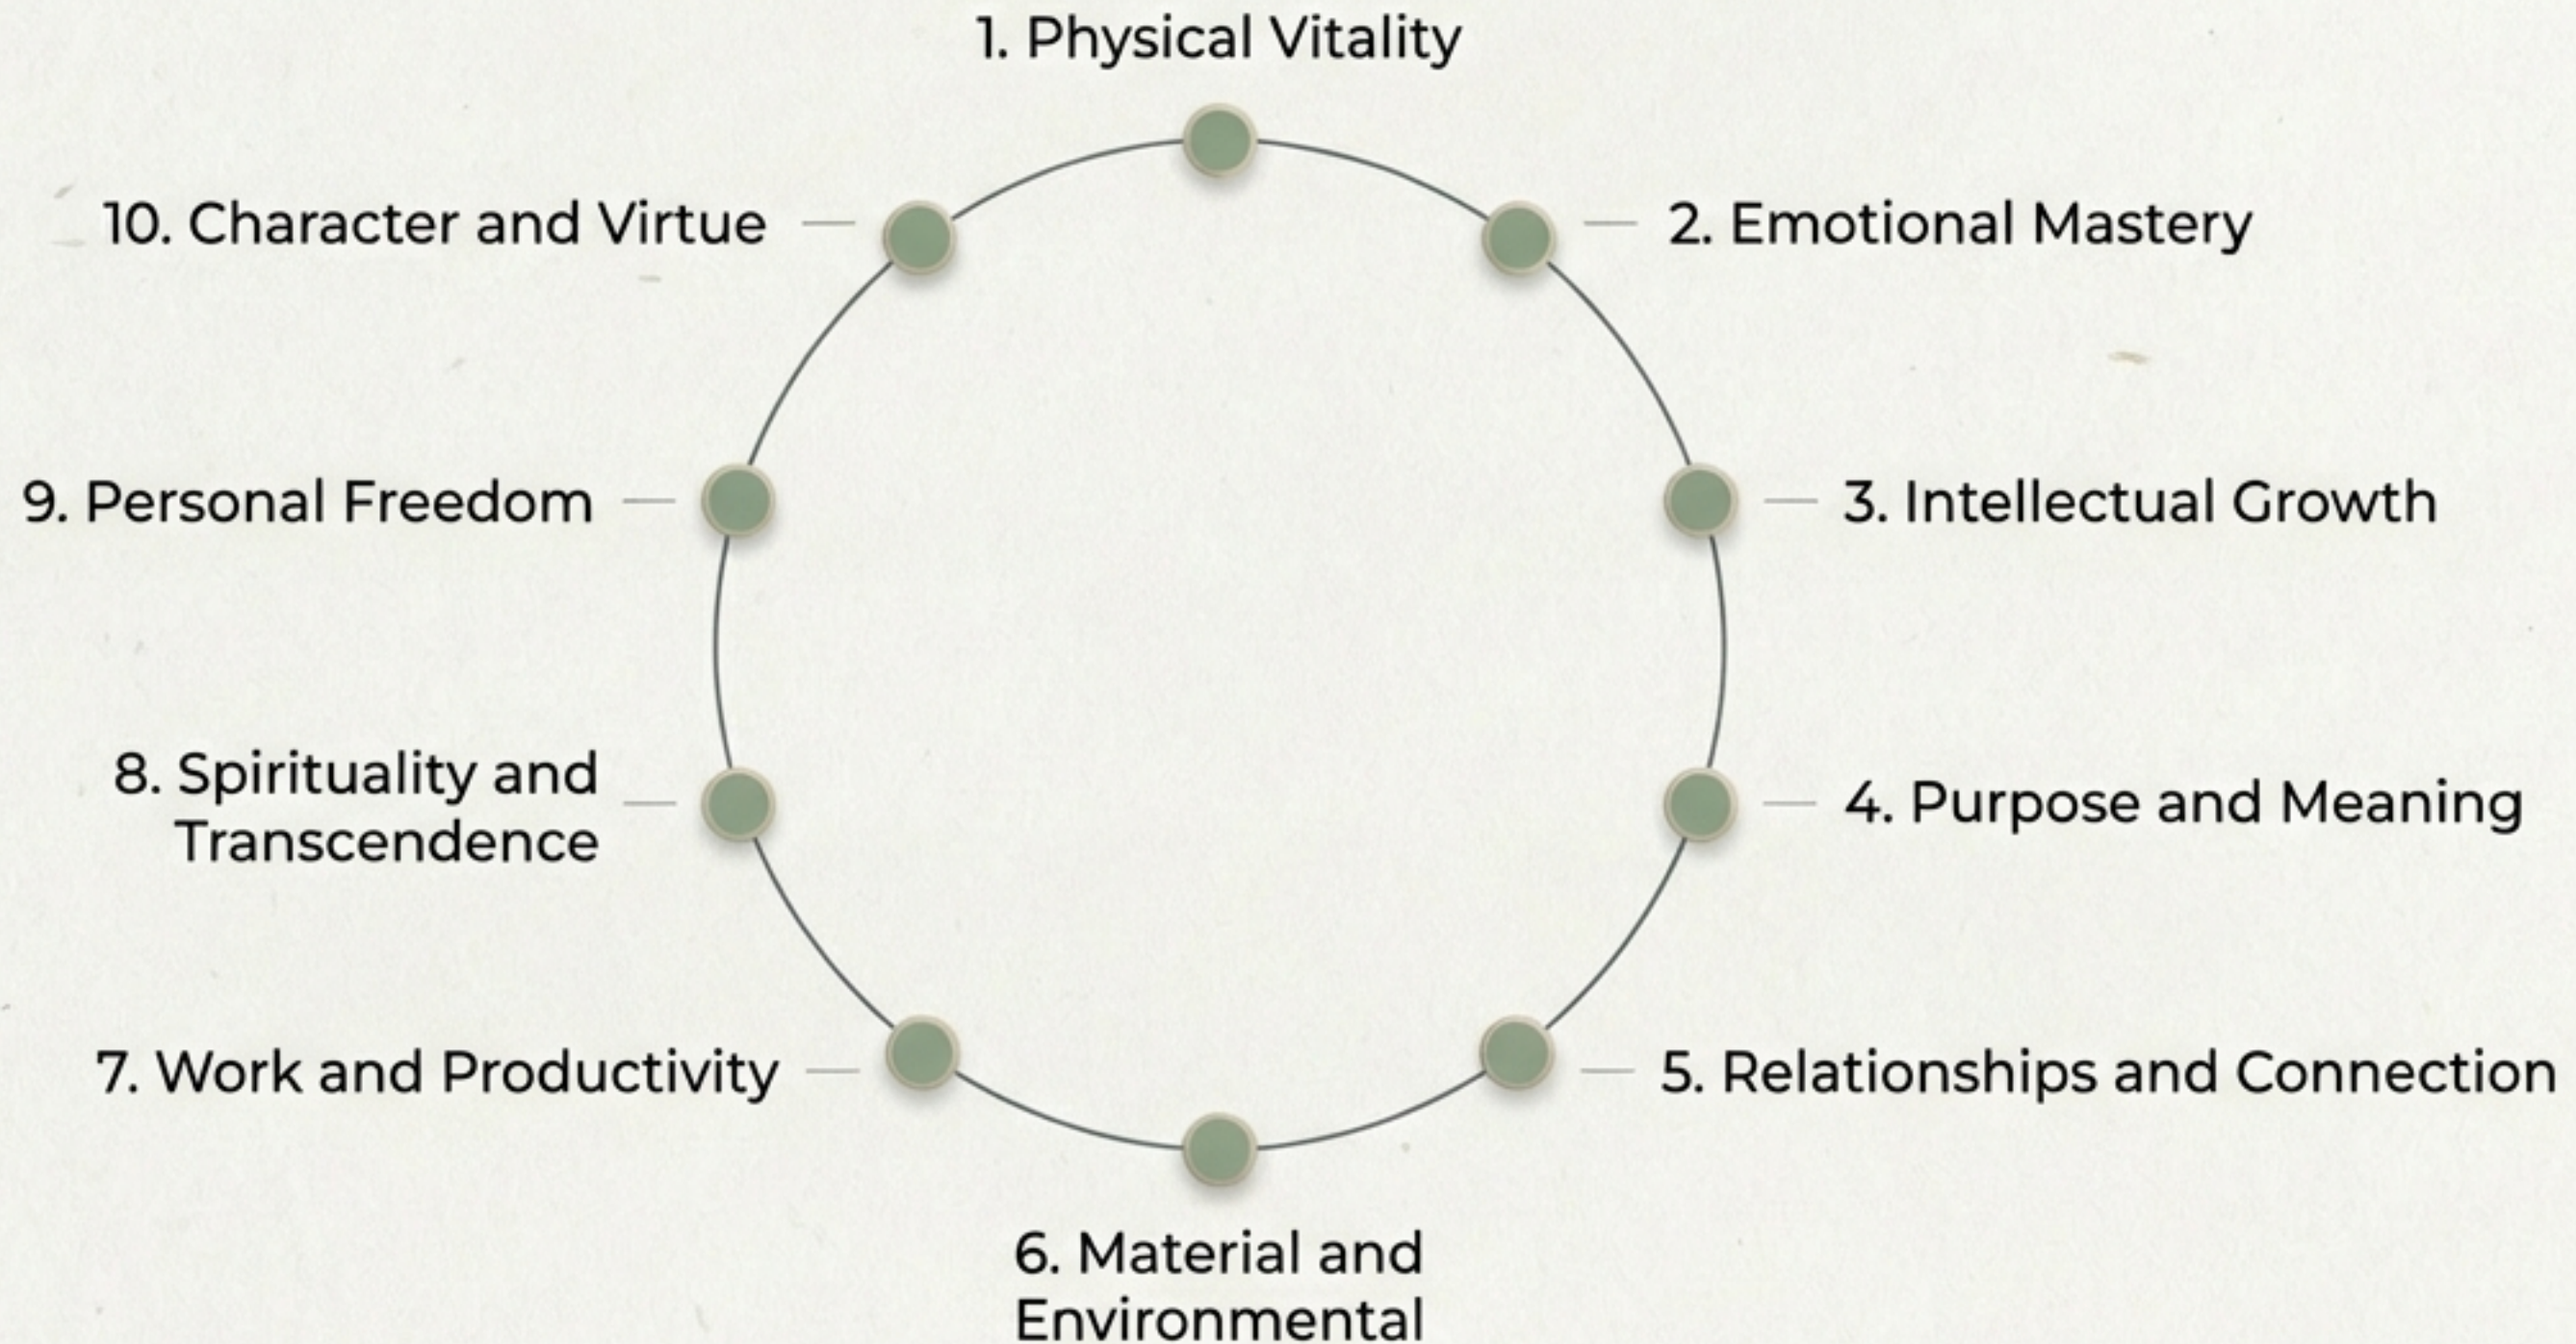 1. Physical Vitality
2. Emotional Mastery
3. Intellectual Growth
4. Purpose and Meaning
5. Relationships and Connection
6. Material and
Environmental
7. Work and Productivity
8. Spirituality and
Transcendence
9. Personal Freedom
10. Character and Virtue